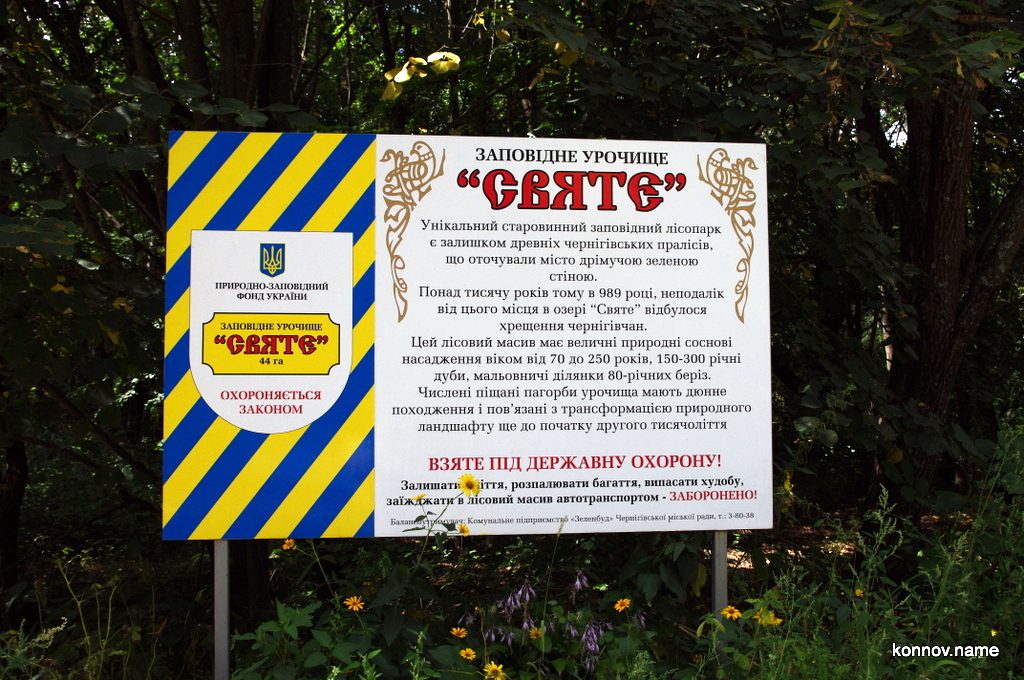 ПРИРОДНО-ЗАПОВІДНИЙ
ФОНД УКРАЇНИ
ЗАПОВІДНЕ УРОЧИЩЕ
“СВЯТЕ”
44 га
ОХОРОНЯЄТЬСЯ
ЗАКОНОМ
ЗАПОВІДНЕ УРОЧИЩЕ
“СВЯТЕ”
Унікальний старовинний заповідний лісопарк
є залишком древніх чернігівських пралісів,
що оточували місто дрімучою зеленою
стіною.
Понад тисячу років тому в 989 році, неподалік
від цього місця в озері “Святе” відбулося
хрещення чернігівчан.
Цей лісовий масив має величні природні соснові
насадження віком від 70 до 250 років, 150-300 річні
дуби, мальовничі ділянки 80-річних беріз.
Числені піщані пагорби урочища мають дюнне
походження і пов’язані з трансформацією природного
ландшафту ще до початку другого тисячоліття
ВЗЯТЕ ПІД ДЕРЖАВНУ ОХОРОНУ!
Залишати розпалювати багаття, випасати худобу,
заїжджати в лісовий масив автотранспортом - ЗАБОРОНЕНО!
Балансоутримувач: Комунальне підприємство «Зеленбуд» Чернігівської міської ради, т.: 3-80-38
konnov.name